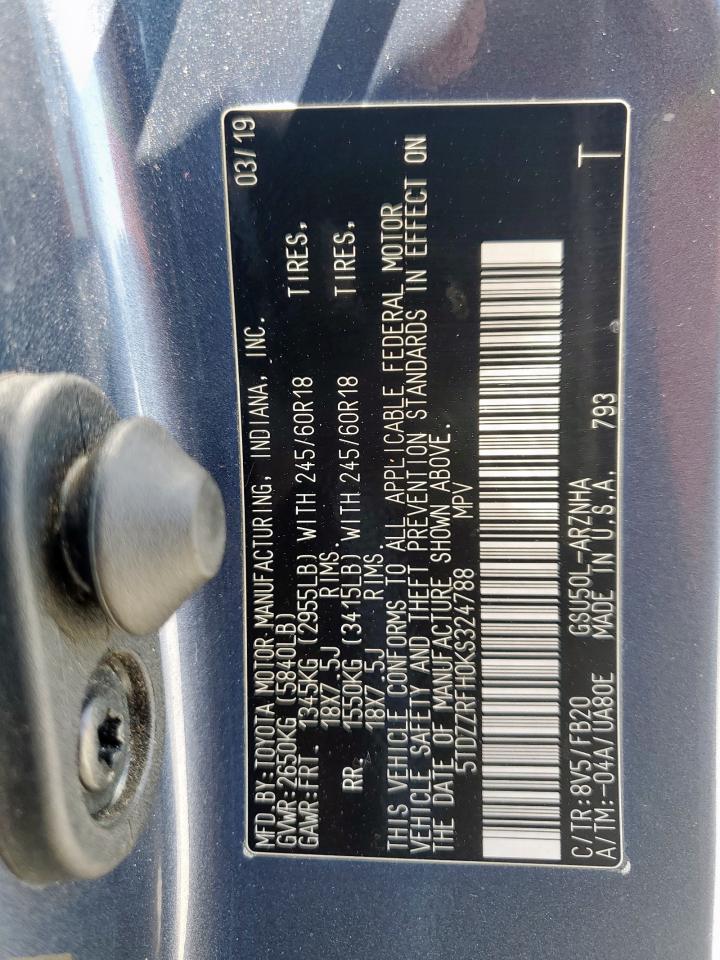 MFD.BY:TOYOTA MOTOR MANUFACTURING, INDIANA, INC. 03/19
GVWR:2650KG (5840LB)
GAWR:FRT. 1345KG (2955LB) WITH 245/60R18 TIRES,
18X7.5J RIMS.
RR. 1550KG (3415LB) WITH 245/60R18 TIRES,
18X7.5J RIMS.
THIS VEHICLE CONFORMS TO ALL APPLICABLE FEDERAL MOTOR
VEHICLE SAFETY AND THEFT PREVENTION STANDARDS IN EFFECT ON
THE DATE OF MANUFACTURE SHOWN ABOVE.
5TDZZRFH0KS324788 MPV
C/TR:8V5/FB20 GSU50L-ARZNHA T
A/TM:-04A/UA80E MADE IN U.S.A. 793